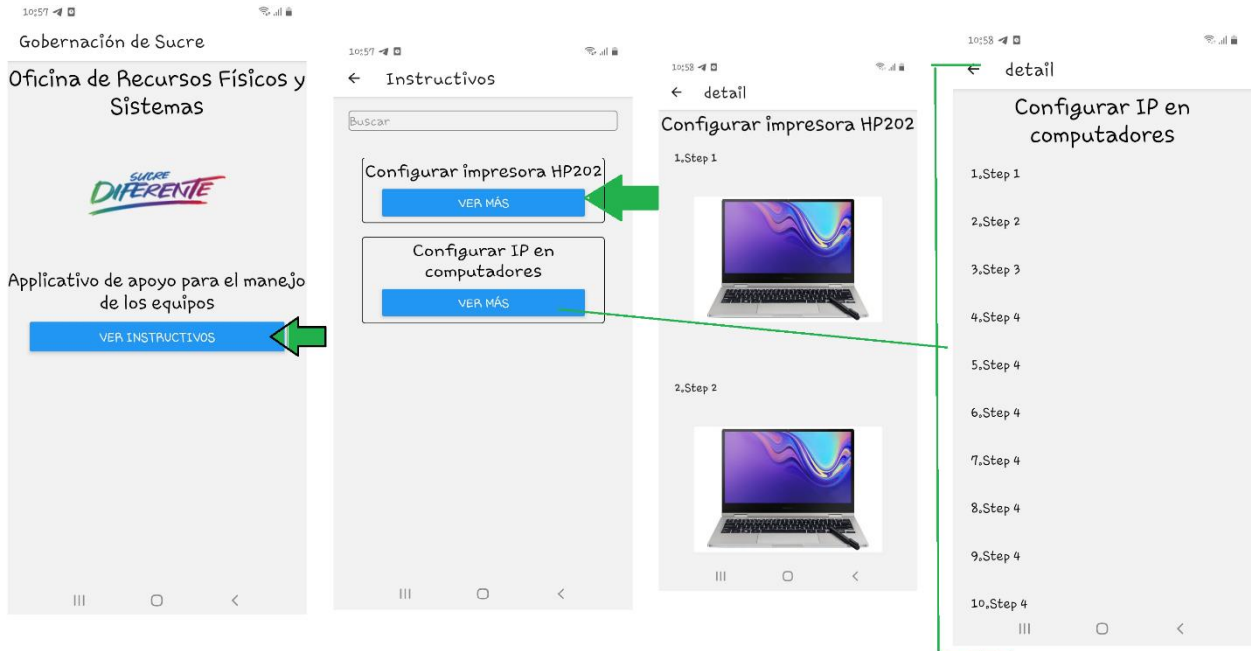 10:57
Gobernación de Sucre
Oficina de Recursos Físicos y
Sistemas
SUCRE
DIFERENTE
Applicativo de apoyo para el manejo
de los equipos
VER INSTRUCTIVOS
10:57
Instructivos
Buscar
Configurar impresora HP202
VER MÁS
Configurar IP en
computadores
VER MÁS
10:58
detail
Configurar impresora HP202
1.Step 1
2.Step 2
10:58
detail
Configurar IP en
computadores
1.Step 1
2.Step 2
3.Step 3
4.Step 4
5.Step 4
6.Step 4
7.Step 4
8.Step 4
9.Step 4
10.Step 4